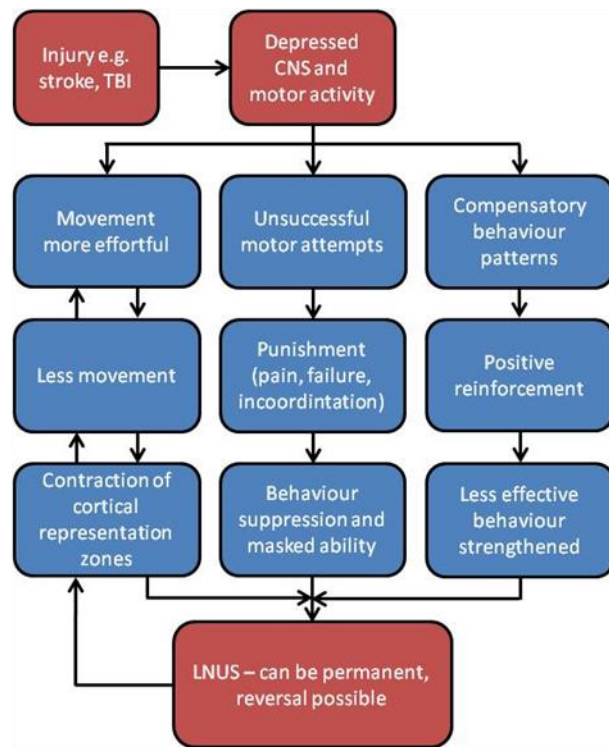 Injury e.g.
stroke, TBI
Depressed
CNS and
motor activity
Movement
more effortful
Unsuccessful
motor attempts
Compensatory
behaviour
patterns
Less movement
Punishment
(pain, failure,
incoordintation)
Positive
reinforcement
Contraction of
cortical
representation
zones
Behaviour
suppression and
masked ability
Less effective
behaviour
strengthened
LNUS – can be permanent,
reversal possible